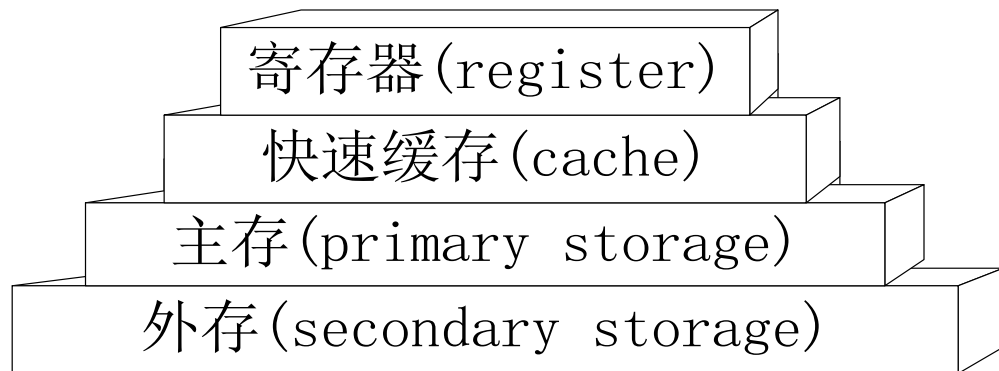 寄存器(register)
快速缓存(cache)
主存(primary storage)
外存(secondary storage)